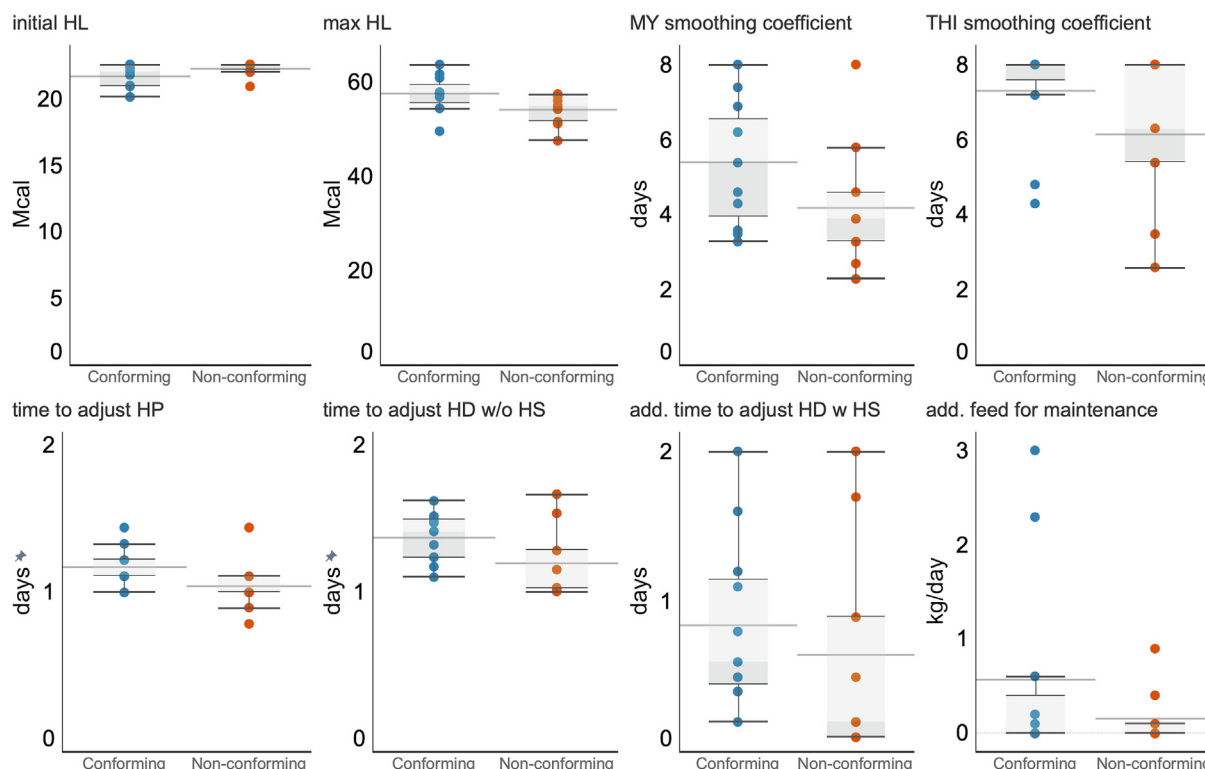 initial HL
max HL
MY smoothing coefficient
THI smoothing coefficient
20
15
10
5
0
Mcal
60
40
20
0
Mcal
8
6
4
2
0
days
8
6
4
2
0
days
Conforming Non-conforming
Conforming Non-conforming
Conforming Non-conforming
Conforming Non-conforming
time to adjust HP
time to adjust HD w/o HS
add. time to adjust HD w HS
add. feed for maintenance
2
1
0
days
2
1
0
days
2
1
0
days
3
2
1
0
kg/day
Conforming Non-conforming
Conforming Non-conforming
Conforming Non-conforming
Conforming Non-conforming